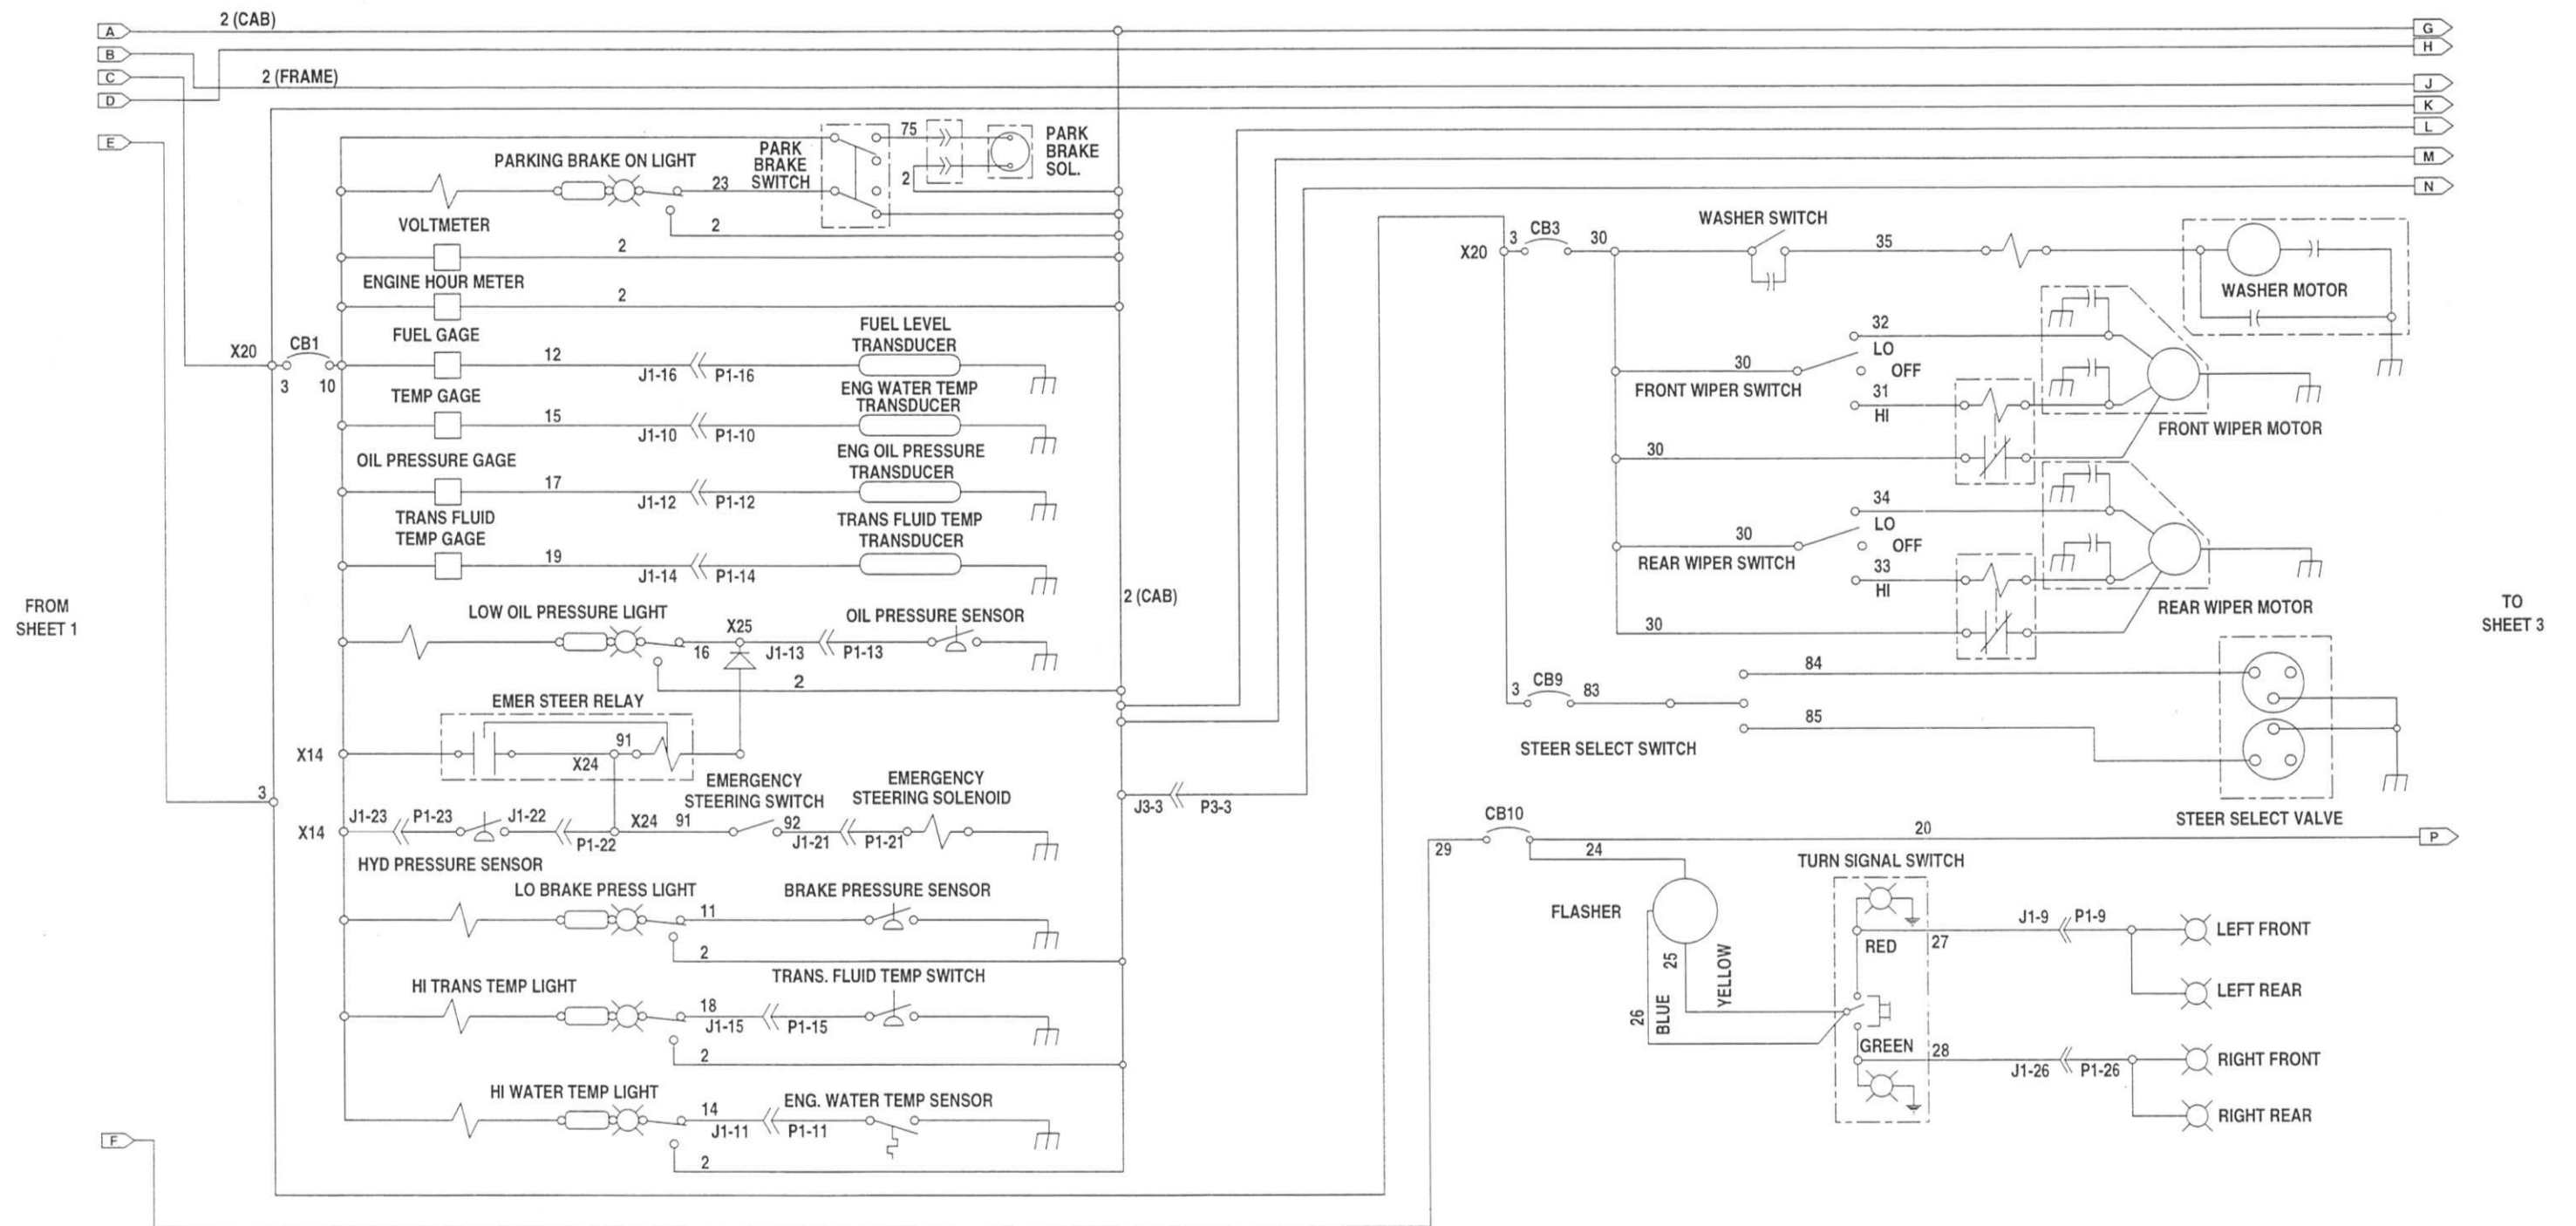 2 (CAB)
A
B
C
D
E
2 (FRAME)
G
H
J
K
L
M
N
PARKING BRAKE ON LIGHT
23
PARK
BRAKE
SWITCH
75
2
PARK
BRAKE
SOL.
2
VOLTMETER
2
ENGINE HOUR METER
2
X20
CB1
3
10
FUEL GAGE
12
J1-16
P1-16
FUEL LEVEL
TRANSDUCER
TEMP GAGE
15
J1-10
P1-10
ENG WATER TEMP
TRANSDUCER
OIL PRESSURE GAGE
17
J1-12
P1-12
ENG OIL PRESSURE
TRANSDUCER
TRANS FLUID
TEMP GAGE
19
J1-14
P1-14
TRANS FLUID TEMP
TRANSDUCER
FROM
SHEET 1
2 (CAB)
LOW OIL PRESSURE LIGHT
16
X25
J1-13
P1-13
OIL PRESSURE SENSOR
2
EMER STEER RELAY
X14
91
X24
3
X14
J1-23
P1-23
J1-22
P1-22
HYD PRESSURE SENSOR
X24
91
EMERGENCY
STEERING SWITCH
92
J1-21
P1-21
EMERGENCY
STEERING SOLENOID
J3-3
P3-3
LO BRAKE PRESS LIGHT
11
BRAKE PRESSURE SENSOR
2
HI TRANS TEMP LIGHT
18
J1-15
P1-15
TRANS. FLUID TEMP SWITCH
2
HI WATER TEMP LIGHT
14
J1-11
P1-11
ENG. WATER TEMP SENSOR
2
F
X20
3
CB3
30
WASHER SWITCH
35
WASHER MOTOR
32
LO
OFF
30
FRONT WIPER SWITCH
31
HI
30
FRONT WIPER MOTOR
34
LO
OFF
30
REAR WIPER SWITCH
33
HI
30
REAR WIPER MOTOR
TO
SHEET 3
3
CB9
83
84
85
STEER SELECT SWITCH
STEER SELECT VALVE
29
CB10
20
P
24
FLASHER
25
YELLOW
26
BLUE
TURN SIGNAL SWITCH
RED
27
J1-9
P1-9
LEFT FRONT
LEFT REAR
GREEN
28
J1-26
P1-26
RIGHT FRONT
RIGHT REAR